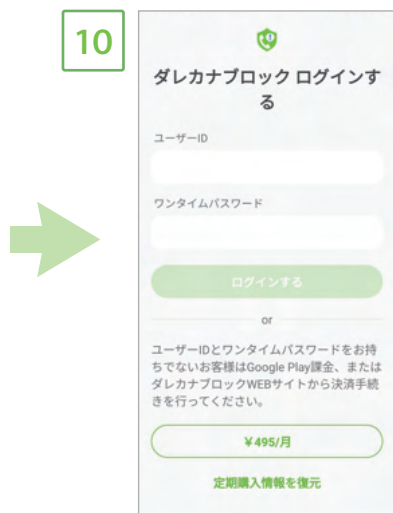 10
ダレカナブロック ログインす
る
ユーザーID
ワンタイムパスワード
ログインする
or
ユーザーIDとワンタイムパスワードをお持
ちでないお客様はGoogle Play課金、または
ダレカナブロックWEBサイトから決済手続
きを行ってください。
¥495/月
定期購入情報を復元